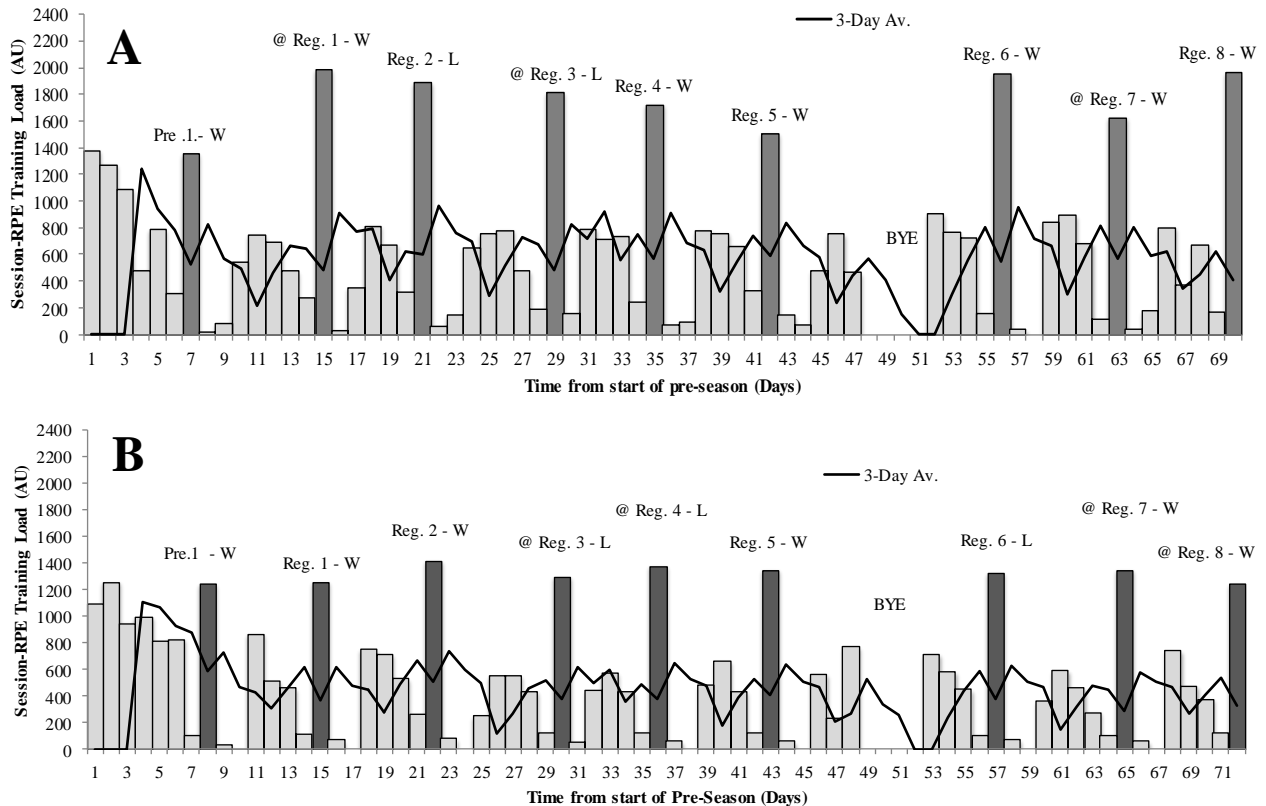 A
3-Day Av.
@ Reg. 1 - W
Reg. 2 - L
@ Reg. 3 - L
Reg. 4 - W
Reg. 5 - W
Reg. 6 - W
@ Reg. 7 - W
Rge. 8 - W
Pre .1.- W
BYE
Session-RPE Training Load (AU)
2400
2200
2000
1800
1600
1400
1200
1000
800
600
400
200
0
1 3 5 7 9 11 13 15 17 19 21 23 25 27 29 31 33 35 37 39 41 43 45 47 49 51 53 55 57 59 61 63 65 67 69
Time from start of pre-season (Days)
B
3-Day Av.
Pre.1 - W
Reg. 1 - W
Reg. 2 - W
@ Reg. 3 - L
@ Reg. 4 - L
Reg. 5 - W
Reg. 6 - L
@ Reg. 7 - W
@ Reg. 8 - W
BYE
Session-RPE Training Load (AU)
2400
2200
2000
1800
1600
1400
1200
1000
800
600
400
200
0
1 3 5 7 9 11 13 15 17 19 21 23 25 27 29 31 33 35 37 39 41 43 45 47 49 51 53 55 57 59 61 63 65 67 69 71
Time from start of Pre-Season (Days)